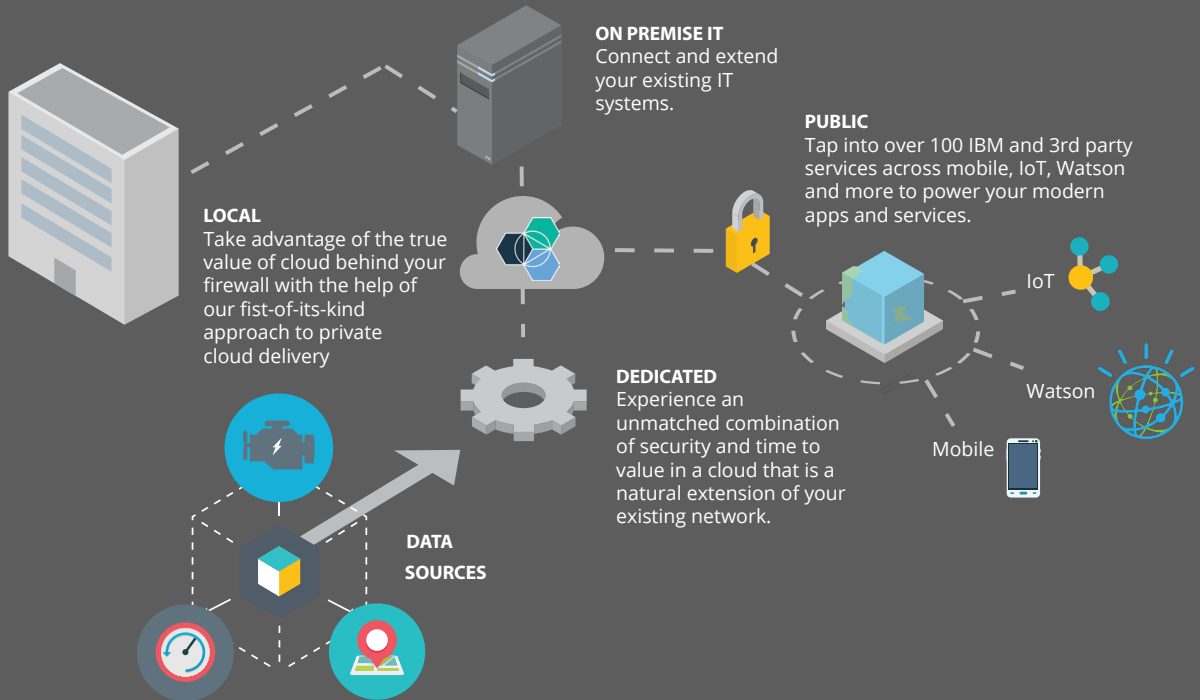 ON PREMISE IT
Connect and extend
your existing IT
systems.
PUBLIC
Tap into over 100 IBM and 3rd party
services across mobile, IoT, Watson
and more to power your modern
apps and services.
LOCAL
Take advantage of the true
value of cloud behind your
firewall with the help of
our fist-of-its-kind
approach to private
cloud delivery
IoT
Watson
Mobile
DEDICATED
Experience an
unmatched combination
of security and time to
value in a cloud that is a
natural extension of your
existing network.
DATA
SOURCES